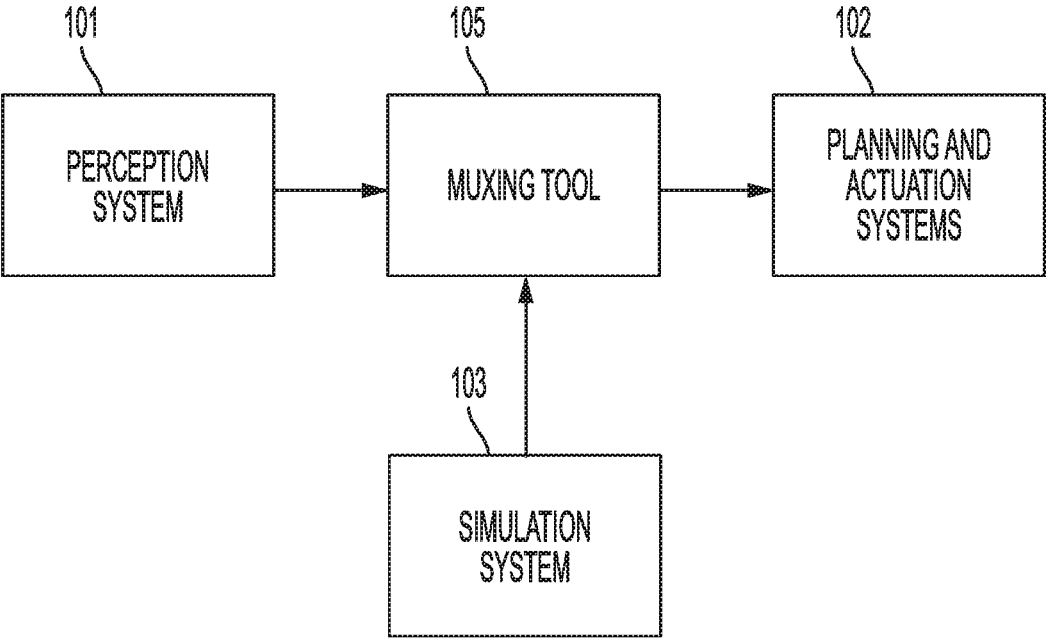 101
105
102
PERCEPTION
SYSTEM
MUXING TOOL
PLANNING AND
ACTUATION
SYSTEMS
103
SIMULATION
SYSTEM